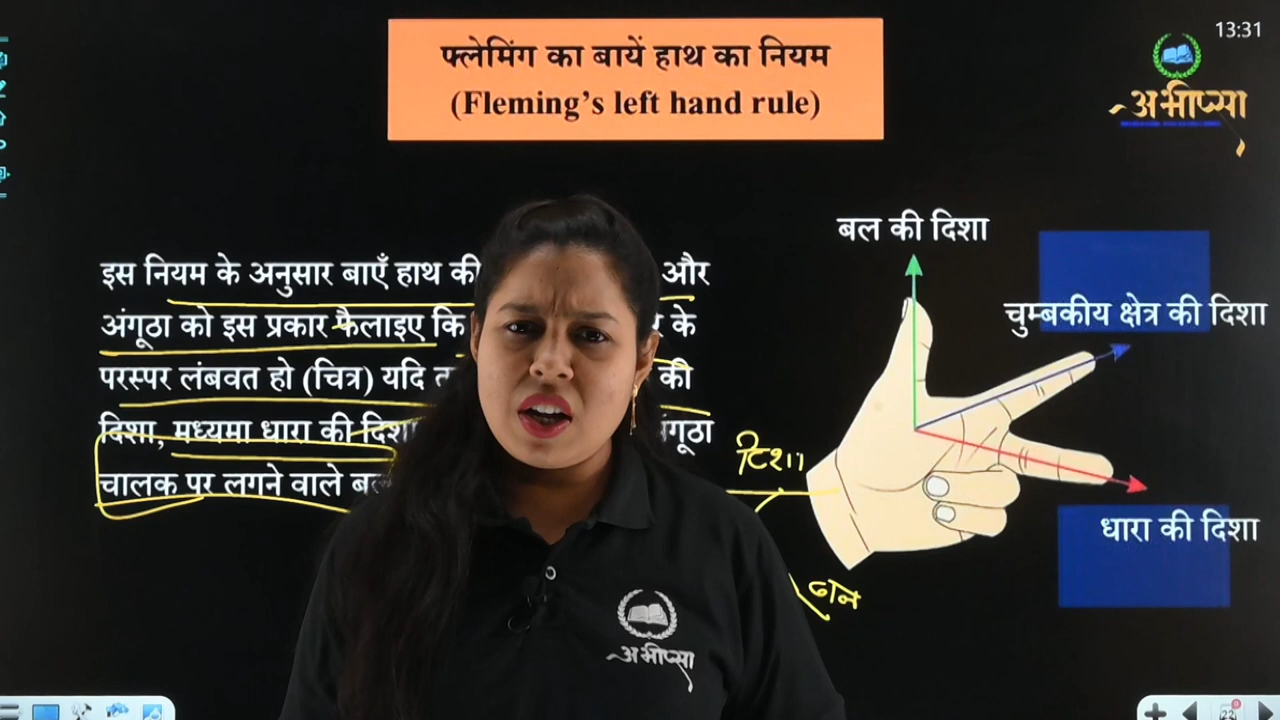 13:31
फ्लेमिंग का बायें हाथ का नियम
(Fleming's left hand rule)
अभीप्सा
बल की दिशा
चुम्बकीय क्षेत्र की दिशा
धारा की दिशा
इस नियम के अनुसार बाएँ हाथ की और
अंगूठा को इस प्रकार फैलाइए कि के
परस्पर लंबवत हो (चित्र) यदि की
दिशा, मध्यमा धारा की दिशा
चालक पर लगने वाले
दिशा
अभीप्सा
22